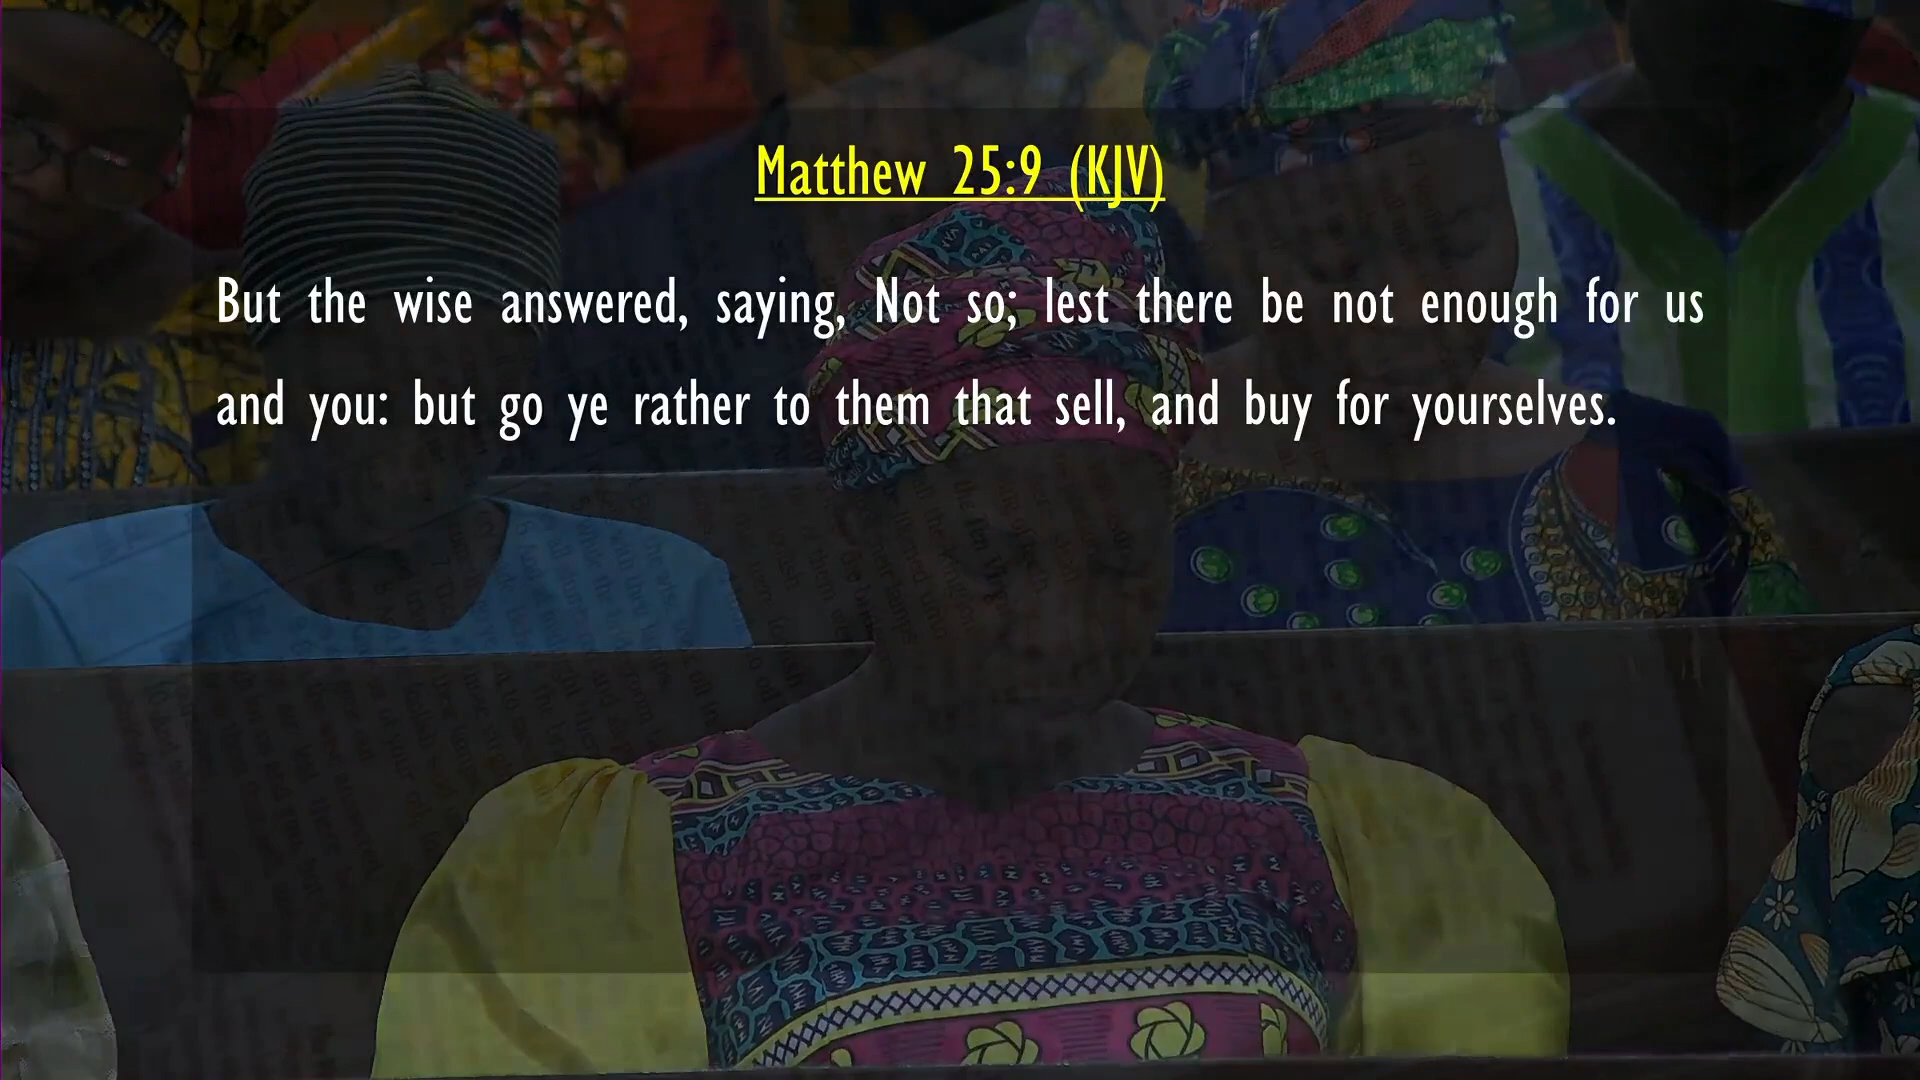 Matthew 25:9 (KJV)
But the wise answered, saying, Not so; lest there be not enough for us
and you: but go ye rather to them that sell, and buy for yourselves.